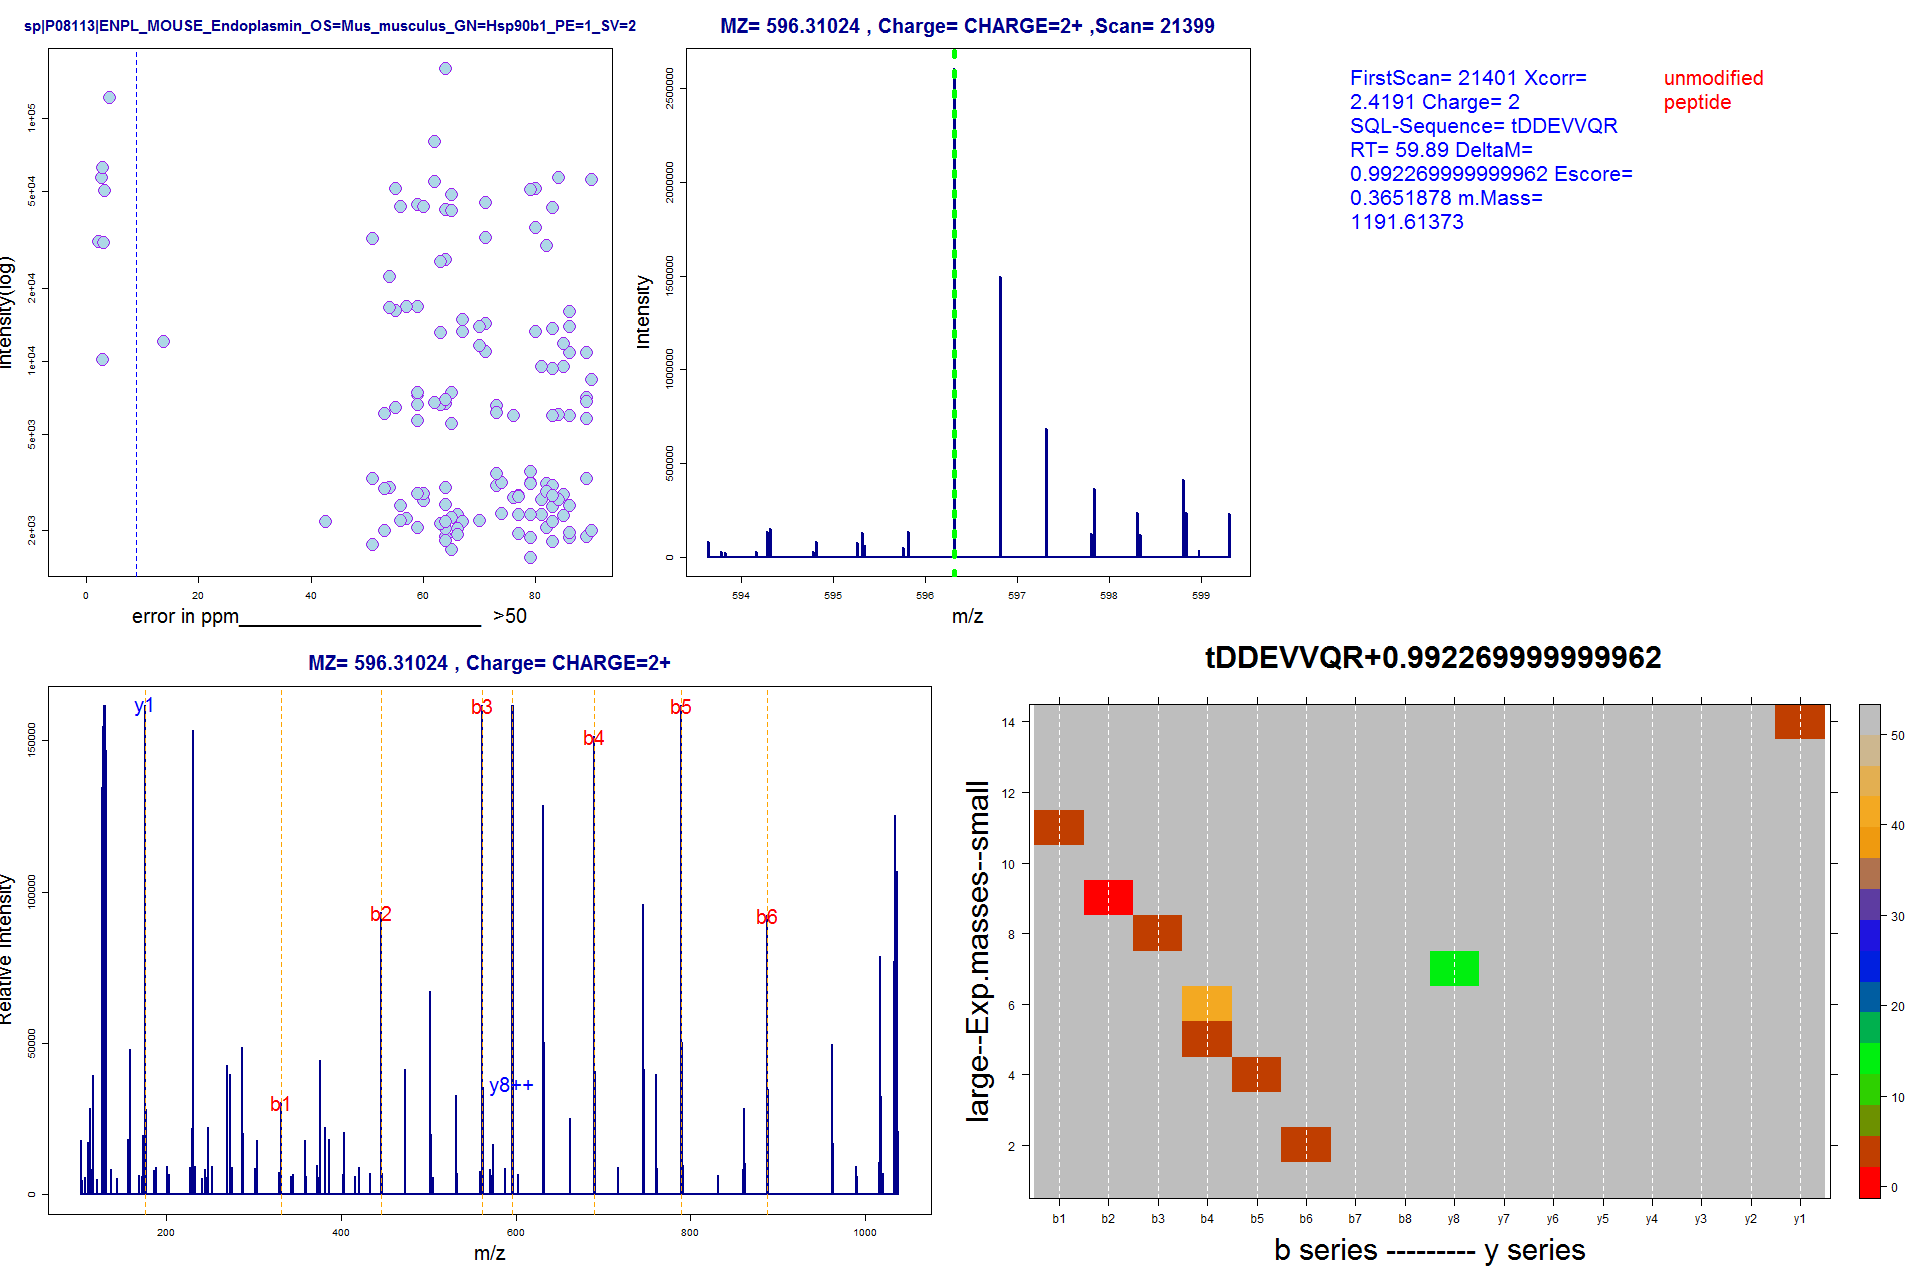 sp|P08113|ENPL_MOUSE_Endoplasmin_OS=Mus_musculus_GN=Hsp90b1_PE=1_SV=2
Intensity(log)
1e+05
5e+04
2e+04
1e+04
5e+03
2e+03
0 20 40 60 80
error in ppm______________________ >50
MZ= 596.31024 , Charge= CHARGE=2+ ,Scan= 21399
Intensity
2500000
2000000
1500000
1000000
500000
0
594 595 596 597 598 599
m/z
FirstScan= 21401 Xcorr=
2.4191 Charge= 2
SQL-Sequence= tDDEVVQR
RT= 59.89 DeltaM=
0.992269999999962 Escore=
0.3651878 m.Mass=
1191.61373
unmodified
peptide
MZ= 596.31024 , Charge= CHARGE=2+
Relative Intensity
150000
100000
50000
0
y1
b3
b5
b4
b2
b6
y8++
b1
200 400 600 800 1000
m/z
tDDEVVQR+0.992269999999962
large--Exp.masses--small
14
12
10
8
6
4
2
b1 b2 b3 b4 b5 b6 b7 b8 y8 y7 y6 y5 y4 y3 y2 y1
b series --------- y series
50
40
30
20
10
0